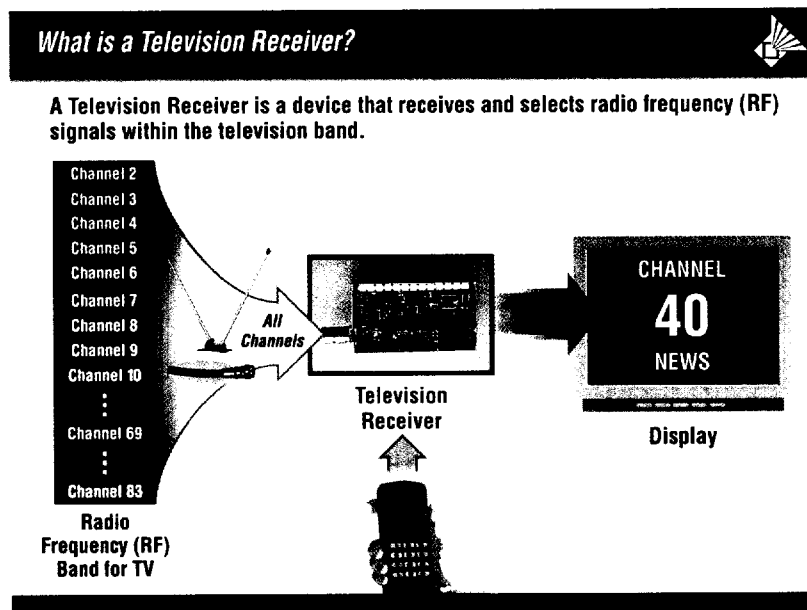 What is a Television Receiver?
A Television Receiver is a device that receives and selects radio frequency (RF)
signals within the television band.
Channel 2
Channel 3
Channel 4
Channel 5
Channel 6
Channel 7
Channel 8
Channel 9
Channel 10
Channel 69
Channel 83
Radio
Frequency (RF)
Band for TV
All
Channels
Television
Receiver
CHANNEL
40
NEWS
Display